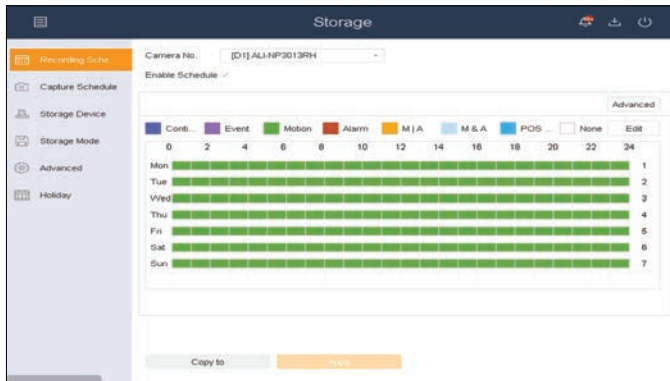 Storage
Recording Sche...
Capture Schedule
Storage Device
Storage Mode
Advanced
Holiday
Camera No. [D1] ALI-NP3013RH
Enable Schedule
Advanced
Conti... Event Motion Alarm M | A M & A POS ... None Edit
0 2 4 6 8 10 12 14 16 18 20 22 24
Mon 1
Tue 2
Wed 3
Thu 4
Fri 5
Sat 6
Sun 7
Copy to Apply